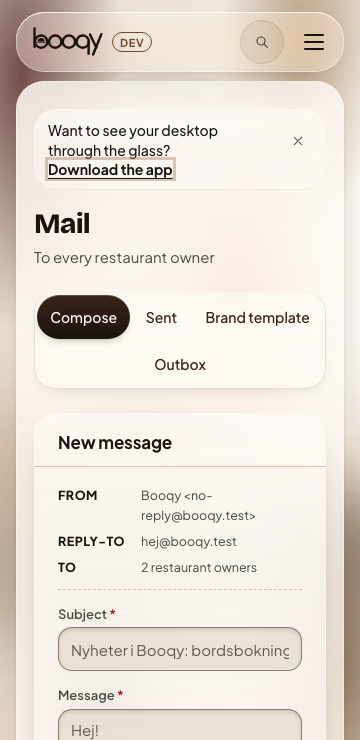 booqy DEV
Want to see your desktop
through the glass?
Download the app
Mail
To every restaurant owner
Compose Sent Brand template
Outbox
New message
FROM Booqy <no-
reply@booqy.test>
REPLY-TO hej@booqy.test
TO 2 restaurant owners
Subject *
Nyheter i Booqy: bordsbokning
Message *
Hej!